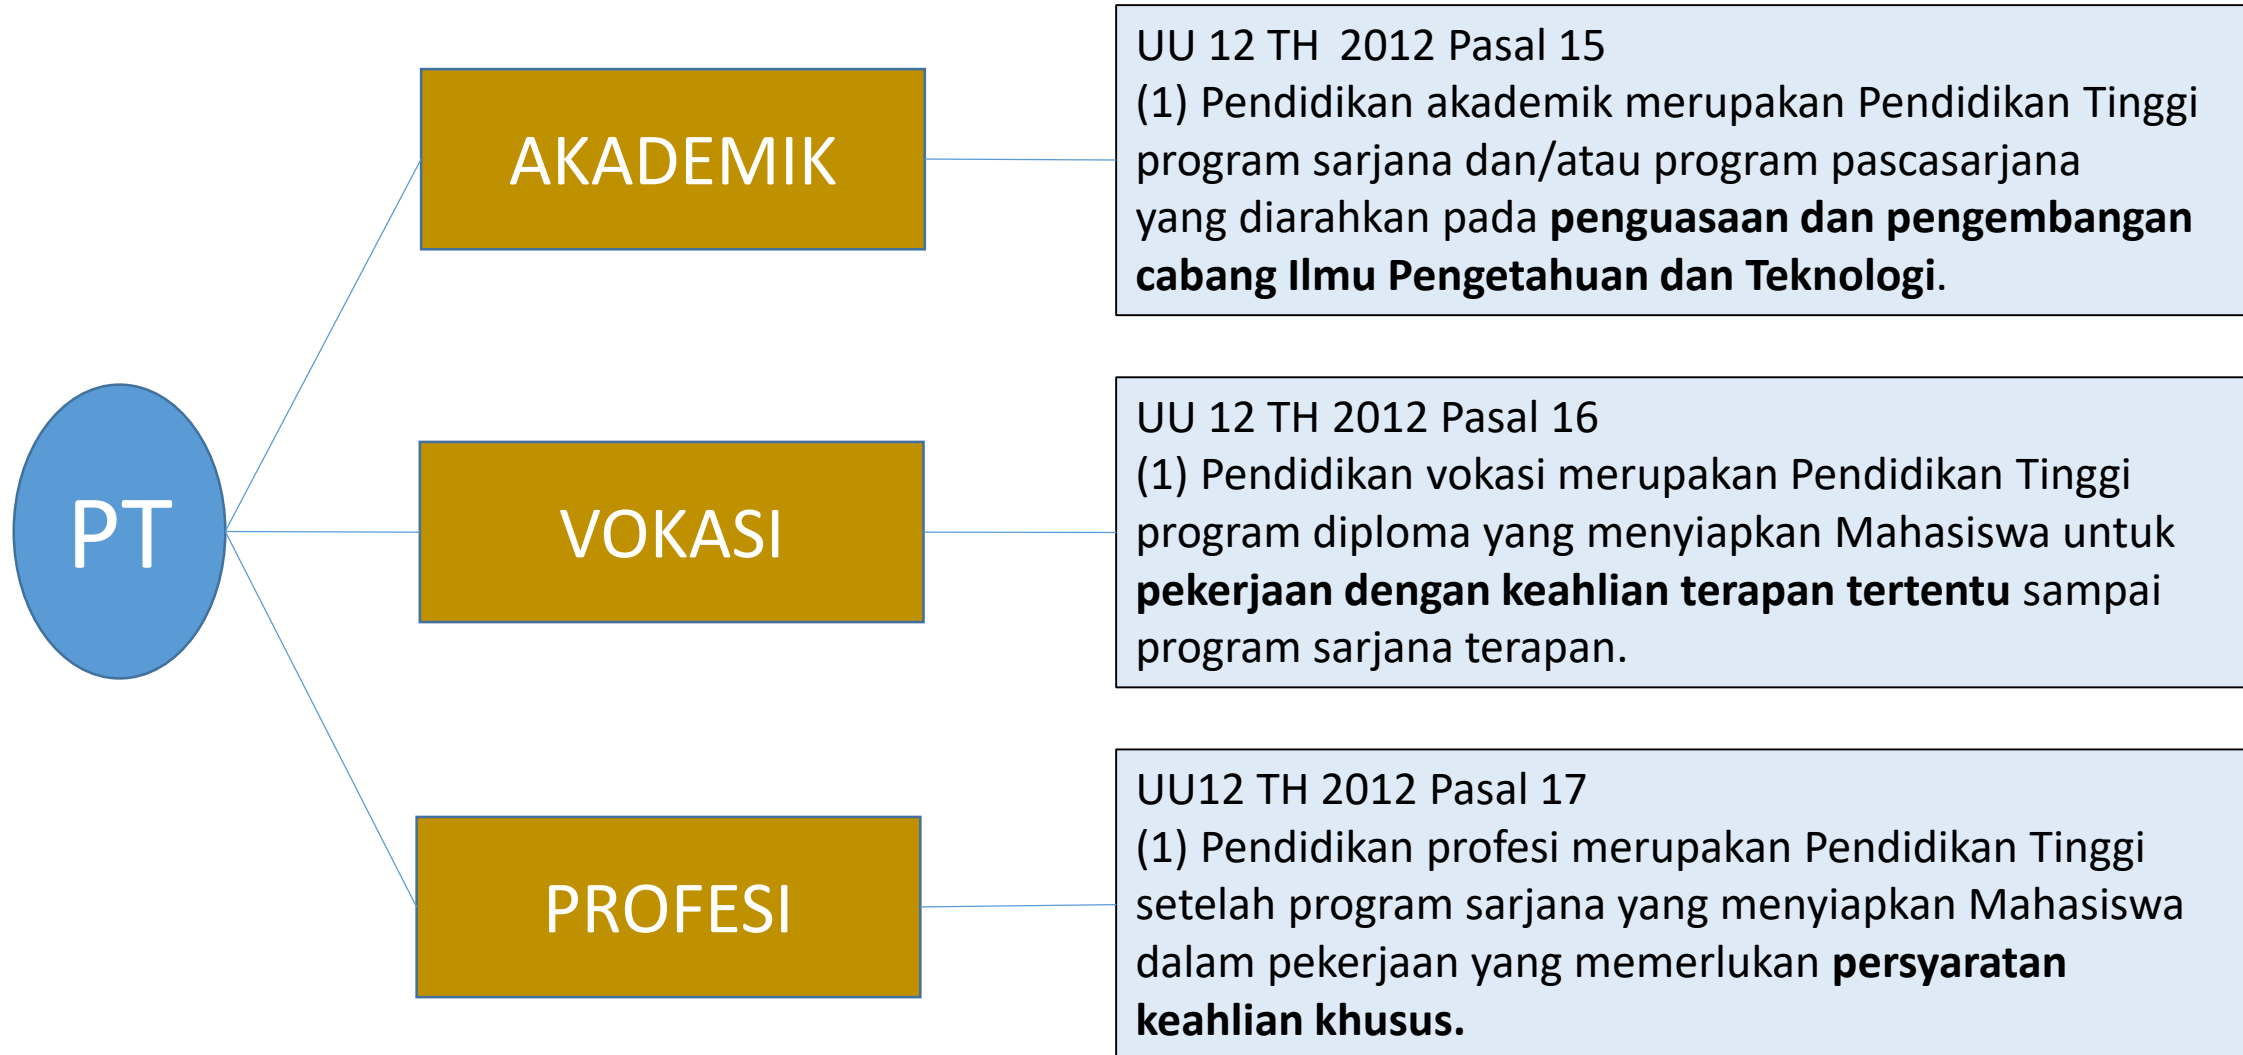 PT
AKADEMIK
UU 12 TH 2012 Pasal 15
(1) Pendidikan akademik merupakan Pendidikan Tinggi
program sarjana dan/atau program pascasarjana
yang diarahkan pada penguasaan dan pengembangan
cabang Ilmu Pengetahuan dan Teknologi.
VOKASI
UU 12 TH 2012 Pasal 16
(1) Pendidikan vokasi merupakan Pendidikan Tinggi
program diploma yang menyiapkan Mahasiswa untuk
pekerjaan dengan keahlian terapan tertentu sampai
program sarjana terapan.
PROFESI
UU12 TH 2012 Pasal 17
(1) Pendidikan profesi merupakan Pendidikan Tinggi
setelah program sarjana yang menyiapkan Mahasiswa
dalam pekerjaan yang memerlukan persyaratan
keahlian khusus.